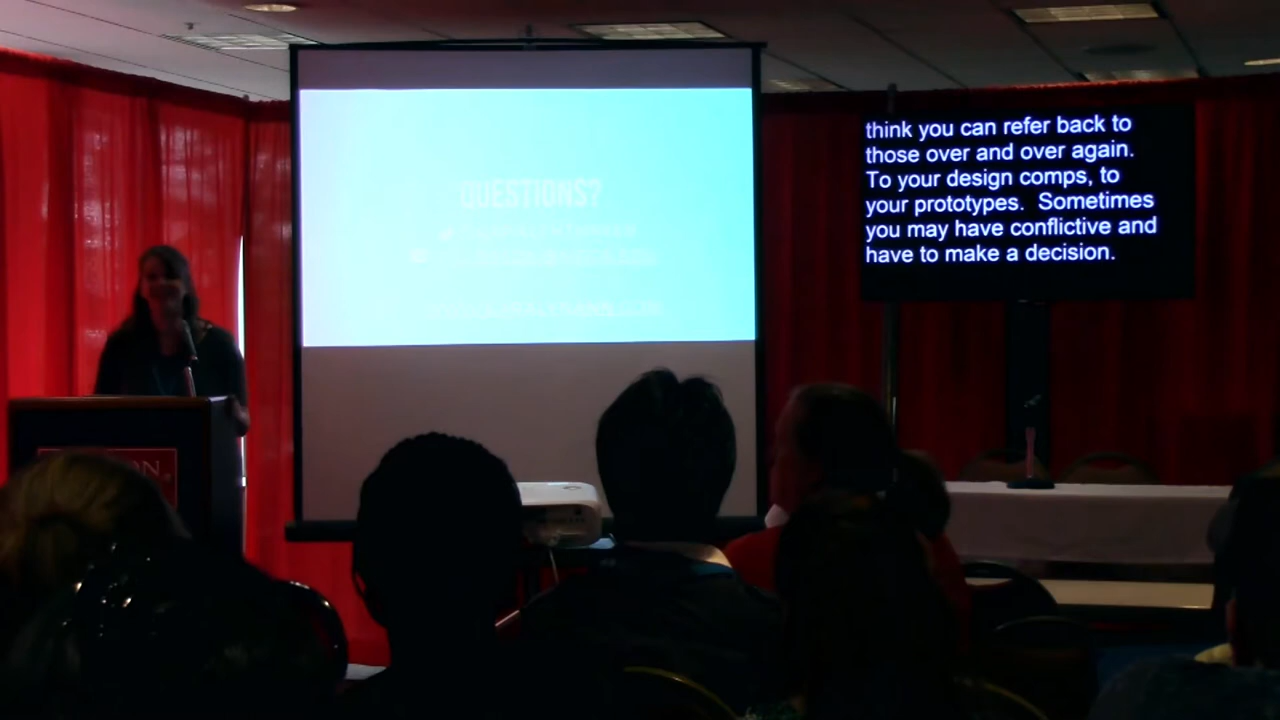 QUESTIONS?
think you can refer back to
those over and over again.
To your design comps, to
your prototypes.  Sometimes
you may have conflictive and
have to make a decision.